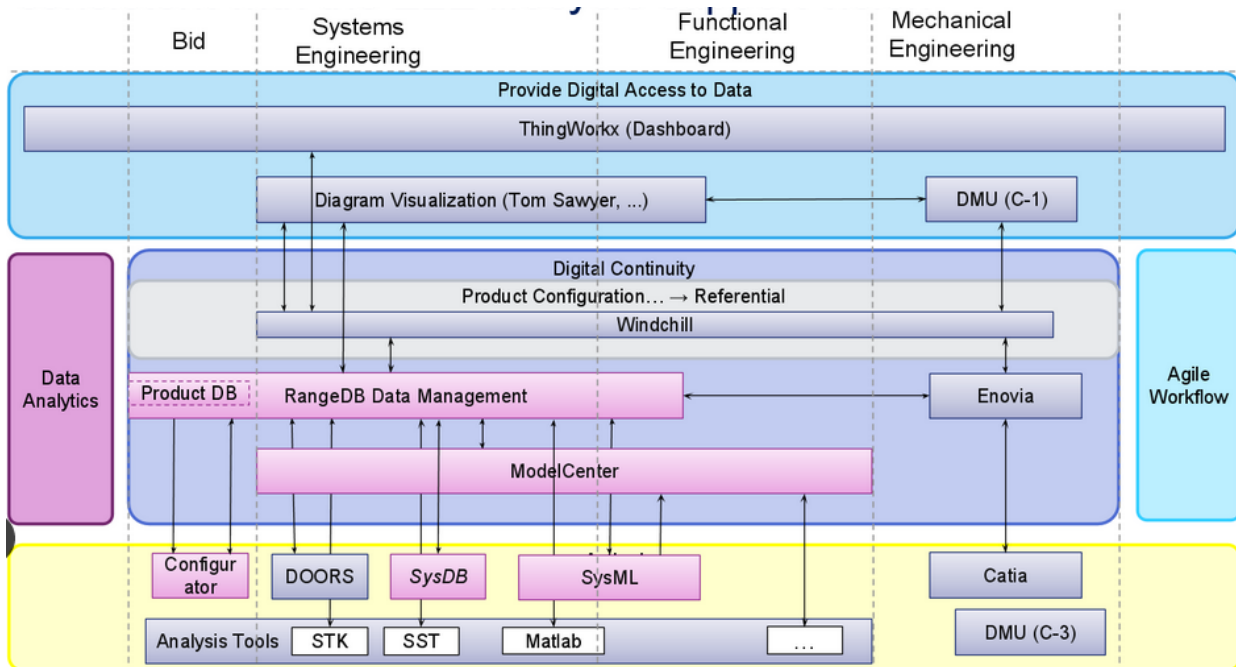 Bid
Systems
Engineering
Functional
Engineering
Mechanical
Engineering
Provide Digital Access to Data
ThingWorkx (Dashboard)
Diagram Visualization (Tom Sawyer, ...)
DMU (C-1)
Digital Continuity
Product Configuration... → Referential
Windchill
Data
Analytics
Agile
Workflow
Product DB
RangeDB Data Management
Enovia
ModelCenter
Configur
ator
DOORS
SysDB
SysML
Catia
Analysis Tools
STK
SST
Matlab
...
DMU (C-3)